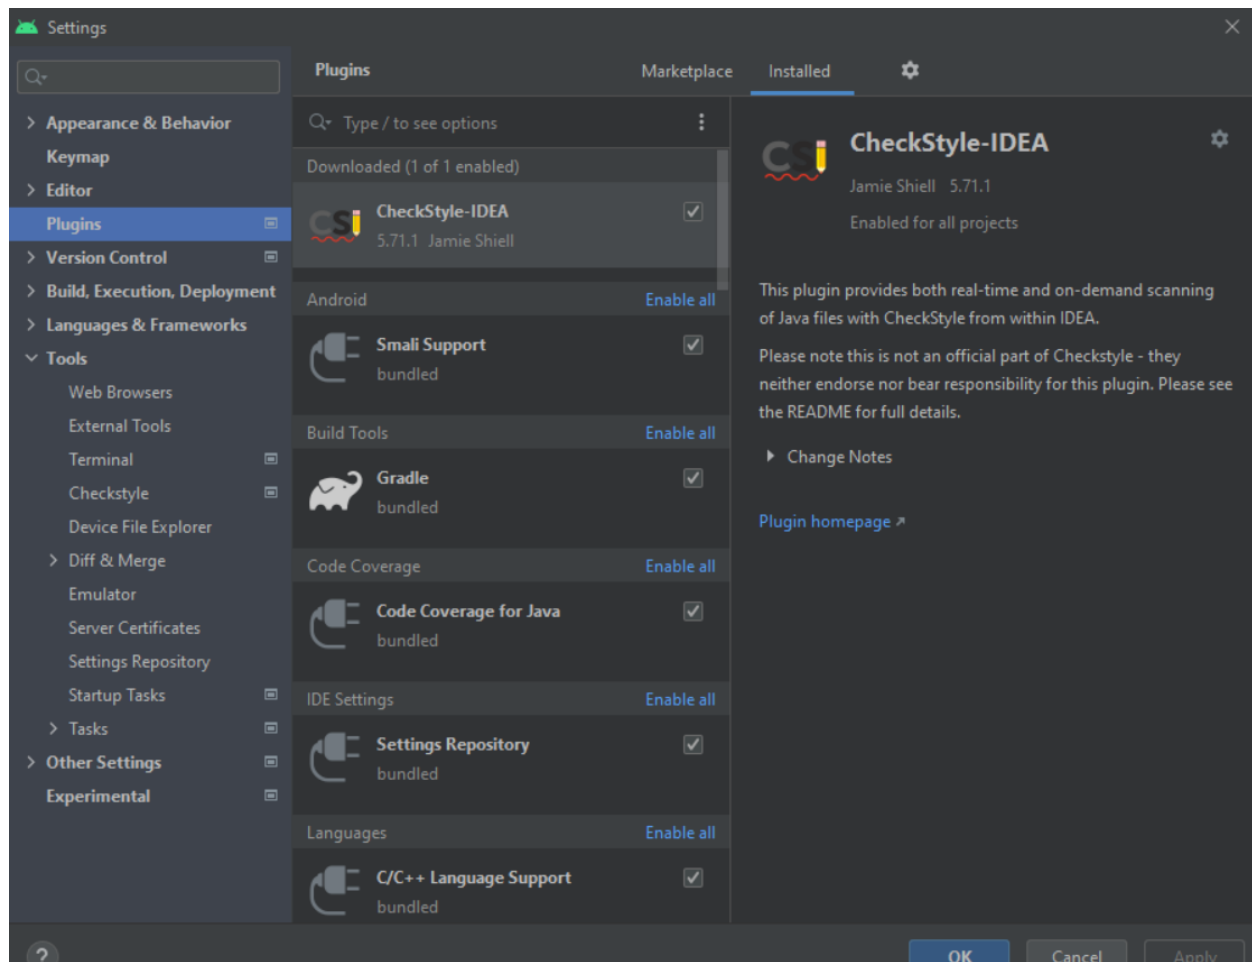 Settings
Appearance & Behavior
Keymap
Editor
Plugins
Version Control
Build, Execution, Deployment
Languages & Frameworks
Tools
Web Browsers
External Tools
Terminal
Checkstyle
Device File Explorer
Diff & Merge
Emulator
Server Certificates
Settings Repository
Startup Tasks
Tasks
Other Settings
Experimental
?
Plugins
Marketplace
Installed
Type / to see options
Downloaded (1 of 1 enabled)
CSi
CheckStyle-IDEA
5.71.1 Jamie Shiell
Android Enable all
Smali Support
bundled
Build Tools Enable all
Gradle
bundled
Code Coverage Enable all
Code Coverage for Java
bundled
IDE Settings Enable all
Settings Repository
bundled
Languages Enable all
C/C++ Language Support
bundled
CSi
CheckStyle-IDEA
Jamie Shiell 5.71.1
Enabled for all projects
This plugin provides both real-time and on-demand scanning
of Java files with CheckStyle from within IDEA.
Please note this is not an official part of Checkstyle - they
neither endorse nor bear responsibility for this plugin. Please see
the README for full details.
Change Notes
Plugin homepage ↗
OK
Cancel
Apply